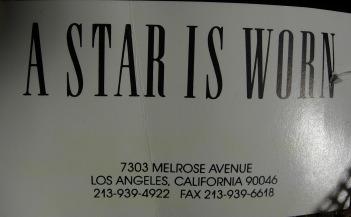 A STAR IS WORN
7303 MELROSE AVENUE
LOS ANGELES, CALIFORNIA 90046
213-939-4922 FAX 213-939-6618